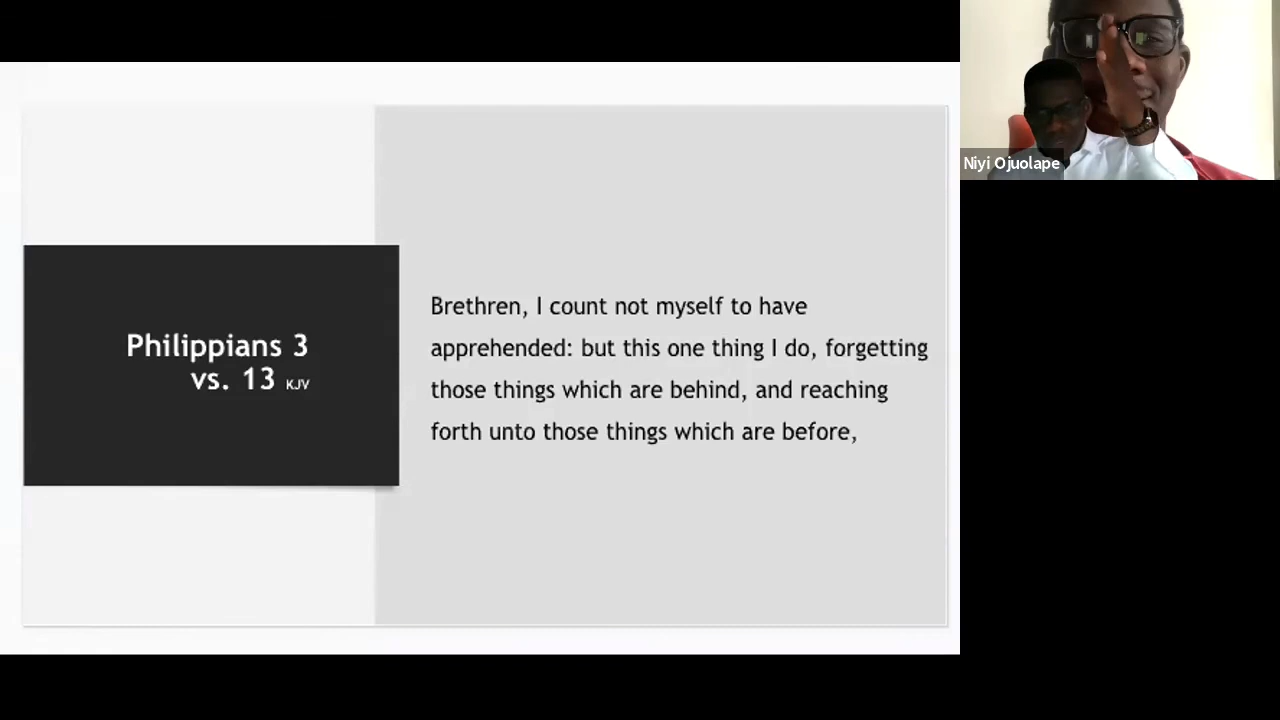 Philippians 3
vs. 13 KJV
Brethren, I count not myself to have
apprehended: but this one thing I do, forgetting
those things which are behind, and reaching
forth unto those things which are before,
Niyi Ojuolape